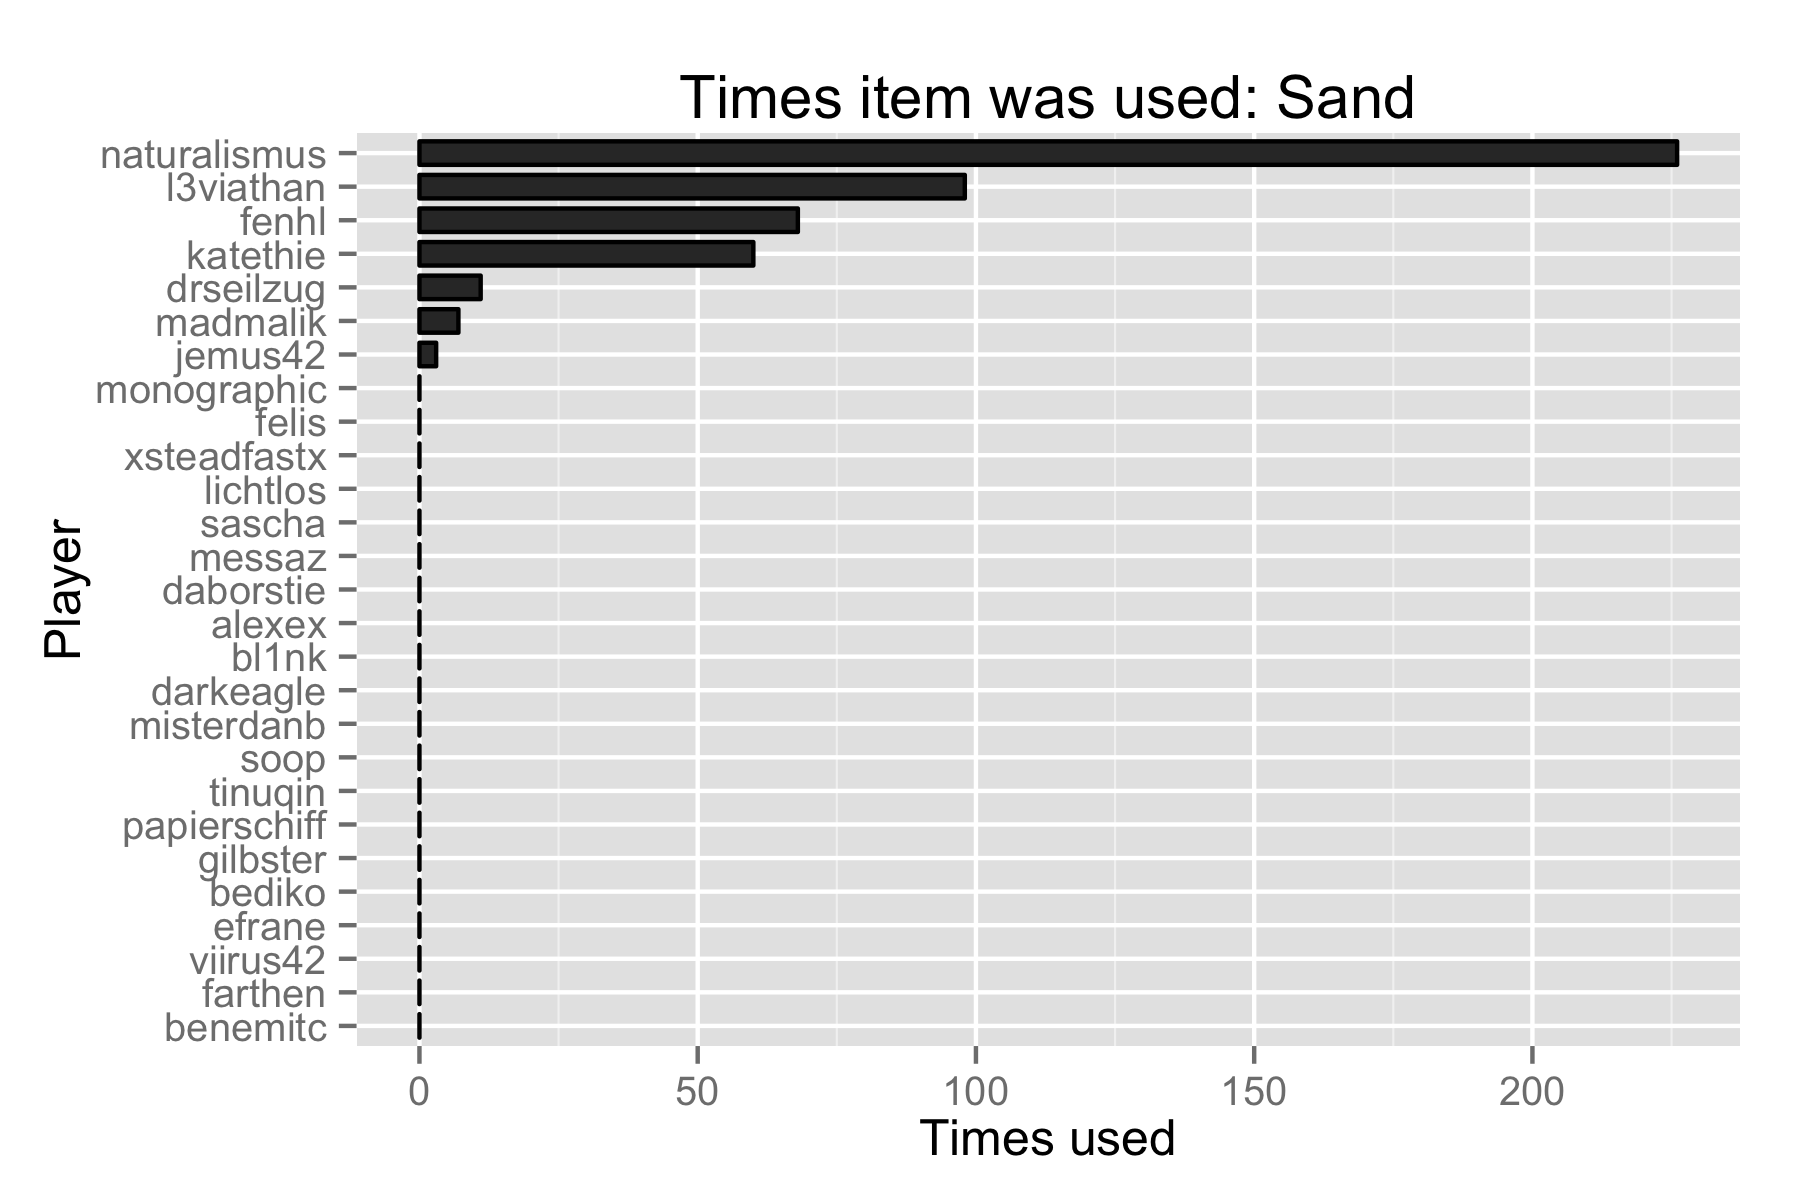 Times item was used: Sand
naturalismus
l3viathan
fenhl
katethie
drseilzug
madmalik
jemus42
monographic
felis
xsteadfastx
lichtlos
sascha
messaz
daborstie
alexex
bl1nk
darkeagle
misterdanb
soop
tinuqin
papierschiff
gilbster
bediko
efrane
viirus42
farthen
benemitc
Player
0 50 100 150 200
Times used